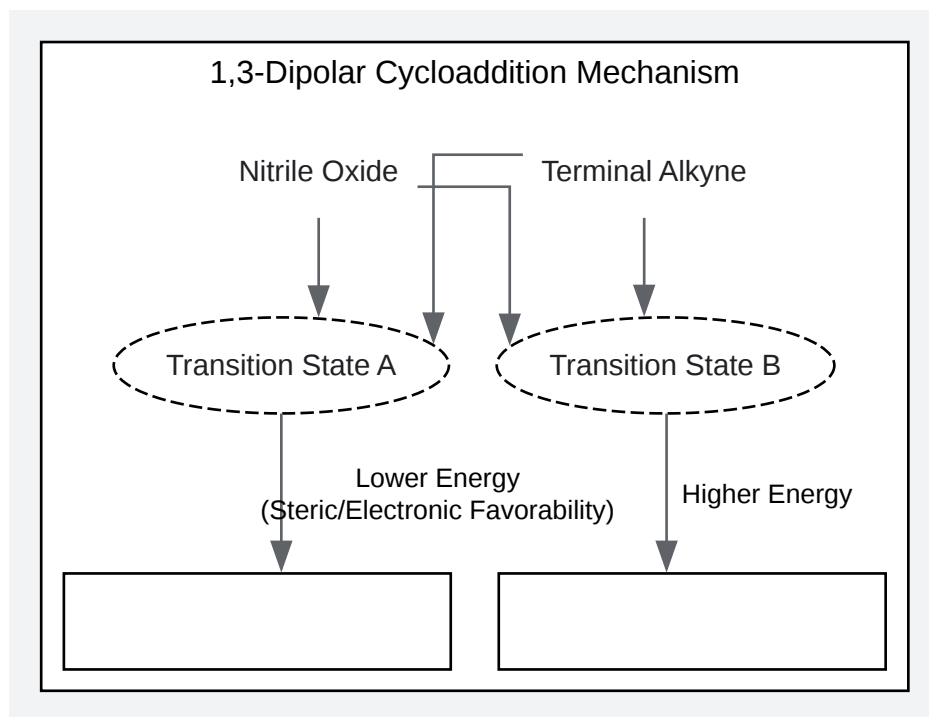 1,3-Dipolar Cycloaddition Mechanism
Nitrile Oxide
Terminal Alkyne
Transition State A
Transition State B
Lower Energy
(Steric/Electronic Favorability)
Higher Energy